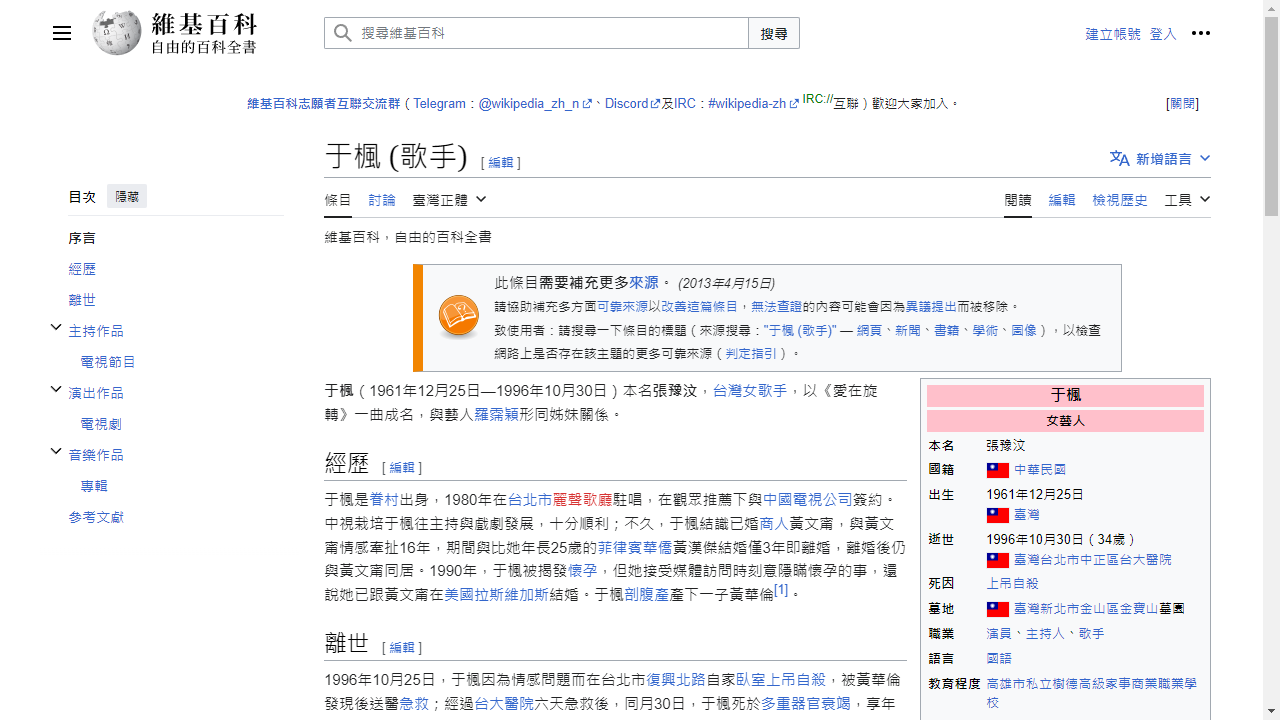 維基百科
自由的百科全書
搜尋維基百科
搜尋
建立帳號 登入
維基百科志願者互聯交流群（Telegram：@wikipedia_zh_n、Discord及IRC：#wikipedia-zh IRC://互聯）歡迎大家加入。
[關閉]
于楓 (歌手) [編輯]
新增語言
目次 隱藏
序言
經歷
離世
主持作品
電視節目
演出作品
電視劇
音樂作品
專輯
參考文獻
條目 討論 臺灣正體
閱讀 編輯 檢視歷史 工具
維基百科，自由的百科全書
此條目需要補充更多來源。 (2013年4月15日)
請協助補充多方面可靠來源以改善這篇條目，無法查證的內容可能會因為異議提出而被移除。
致使用者：請搜尋一下條目的標題（來源搜尋："于楓 (歌手)" — 網頁、新聞、書籍、學術、圖像），以檢查
網路上是否存在該主題的更多可靠來源（判定指引）。
于楓（1961年12月25日—1996年10月30日）本名張豫汶，台灣女歌手，以《愛在旋
轉》一曲成名，與藝人羅霈穎形同姊妹關係。
經歷 [編輯]
于楓是眷村出身，1980年在台北市麗聲歌廳駐唱，在觀眾推薦下與中國電視公司簽約。
中視栽培于楓往主持與戲劇發展，十分順利；不久，于楓結識已婚商人黃文甯，與黃文
甯情感牽扯16年，期間與比她年長25歲的菲律賓華僑黃漢傑結婚僅3年即離婚，離婚後仍
與黃文甯同居。1990年，于楓被揭發懷孕，但她接受媒體訪問時刻意隱瞞懷孕的事，還
說她已跟黃文甯在美國拉斯維加斯結婚。于楓剖腹產產下一子黃華倫[1]。
離世 [編輯]
1996年10月25日，于楓因為情感問題而在台北市復興北路自家臥室上吊自殺，被黃華倫
發現後送醫急救；經過台大醫院六天急救後，同月30日，于楓死於多重器官衰竭，享年
于楓
女藝人
本名 張豫汶
國籍 中華民國
出生 1961年12月25日
臺灣
逝世 1996年10月30日（34歲）
臺灣台北市中正區台大醫院
死因 上吊自殺
墓地 臺灣新北市金山區金寶山墓園
職業 演員、主持人、歌手
語言 國語
教育程度 高雄市私立樹德高級家事商業職業學
校